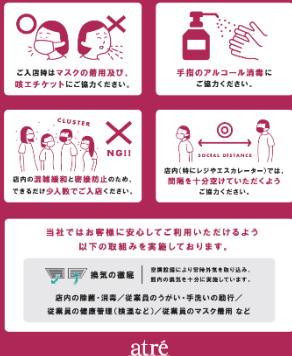 ご入店時はマスクの着用及び、
咳エチケットにご協力ください。
手指のアルコール消毒に
ご協力ください。
CLUSTER
NG!!
店内の混雑緩和と密接防止のため、
できるだけ少人数でご入店ください。
SOCIAL DISTANCE
店内(特にレジやエスカレーター)では、
間隔を十分空けていただくよう
ご協力ください。
当社ではお客様に安心してご利用いただけるよう
以下の取組みを実施しております。
換気の徹底
空調設備により常時外気を取り込み、
館内の換気を十分に実施しています。
店内の除菌・消毒／従業員のうがい・手洗いの励行／
従業員の健康管理(検温など)／従業員のマスク着用 など
atré